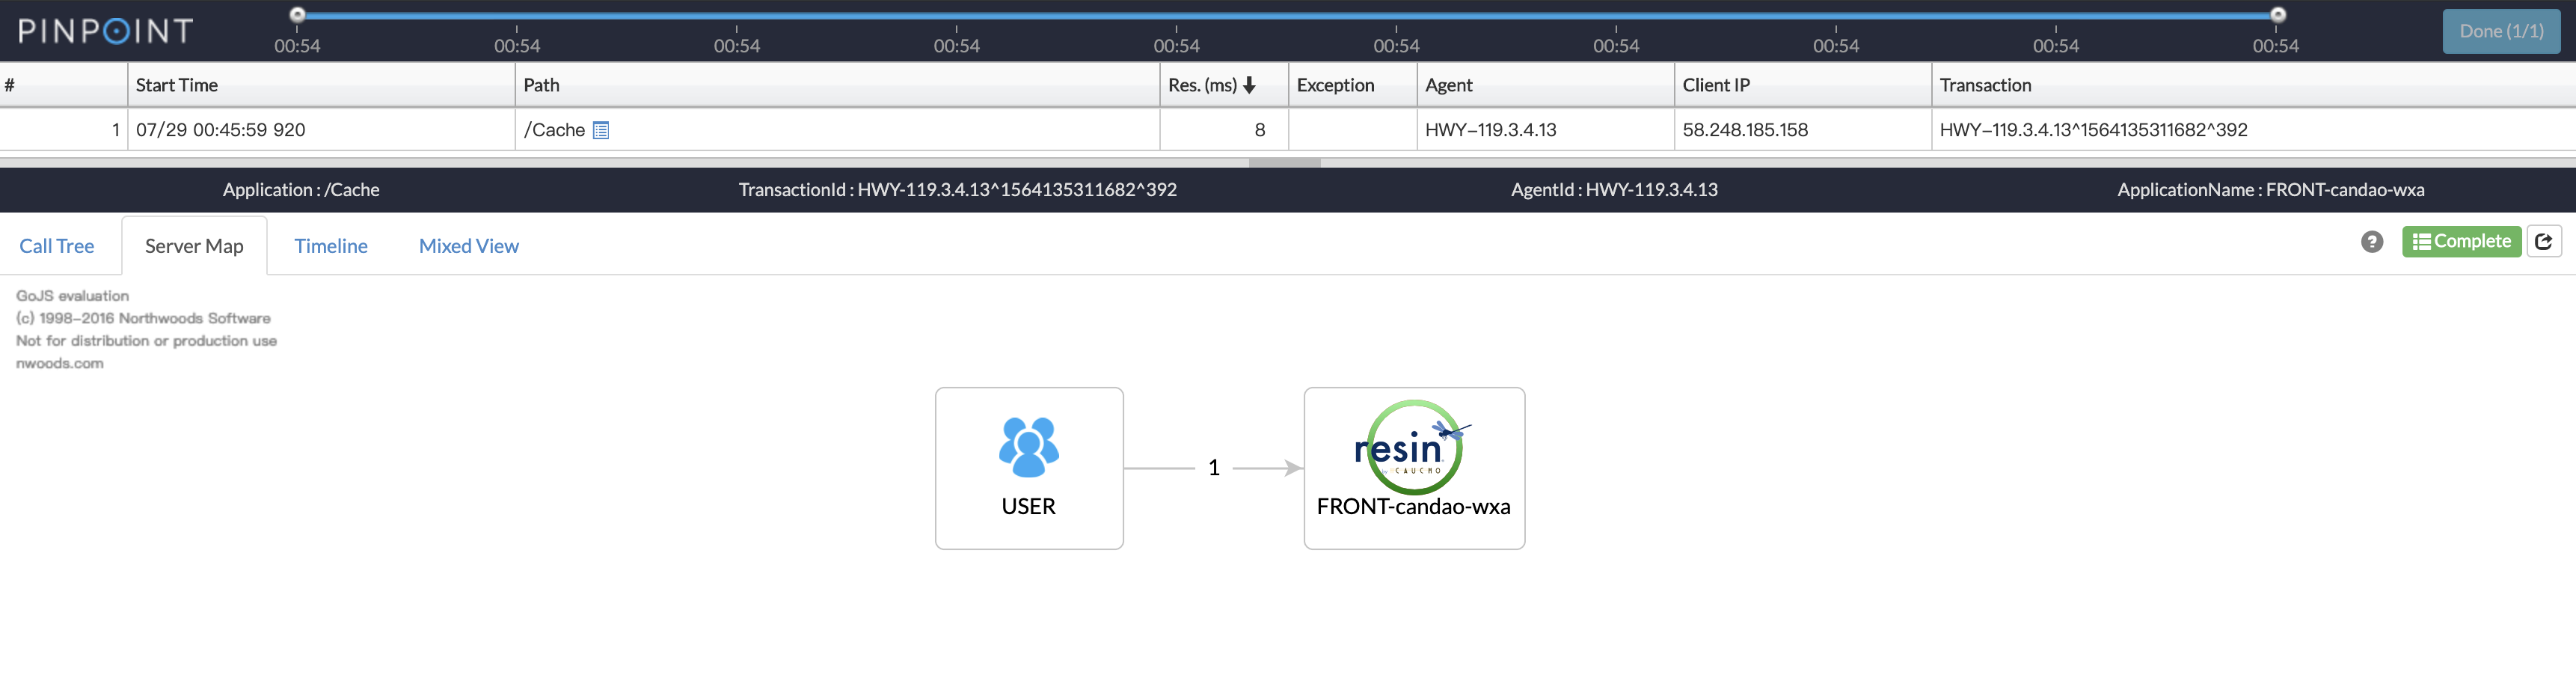 PINPOINT
00:54 00:54 00:54 00:54 00:54 00:54 00:54 00:54 00:54 00:54
Done (1/1)
# Start Time Path Res. (ms) Exception Agent Client IP Transaction
1 07/29 00:45:59 920 /Cache 8 HWY-119.3.4.13 58.248.185.158 HWY-119.3.4.13^1564135311682^392
Application : /Cache TransactionId : HWY-119.3.4.13^1564135311682^392 AgentId : HWY-119.3.4.13 ApplicationName : FRONT-candao-wxa
Call Tree Server Map Timeline Mixed View ? Complete
GoJS evaluation
(c) 1998-2016 Northwoods Software
Not for distribution or production use
nwoods.com
resin
CAUCHO
1
USER FRONT-candao-wxa